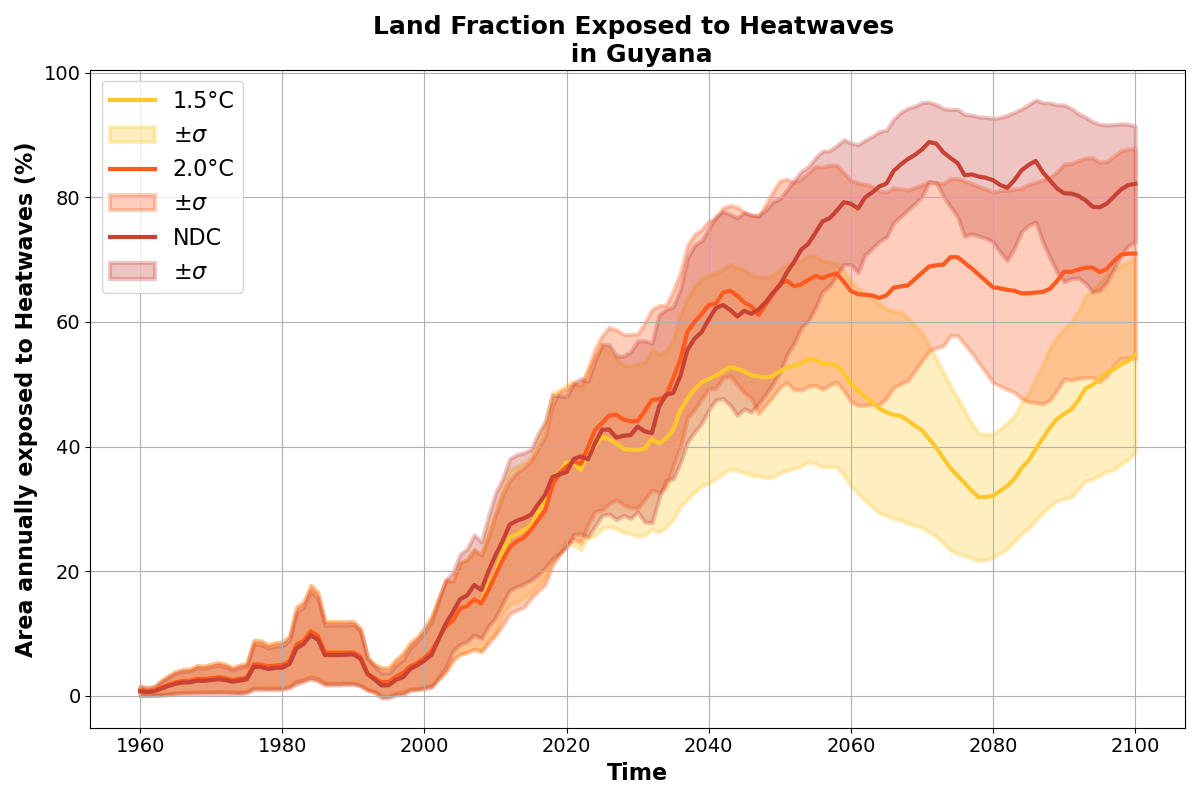 Land Fraction Exposed to Heatwaves
in Guyana
Area annually exposed to Heatwaves (%)
100
80
60
40
20
0
1.5°C
±σ
2.0°C
±σ
NDC
±σ
1960 1980 2000 2020 2040 2060 2080 2100
Time